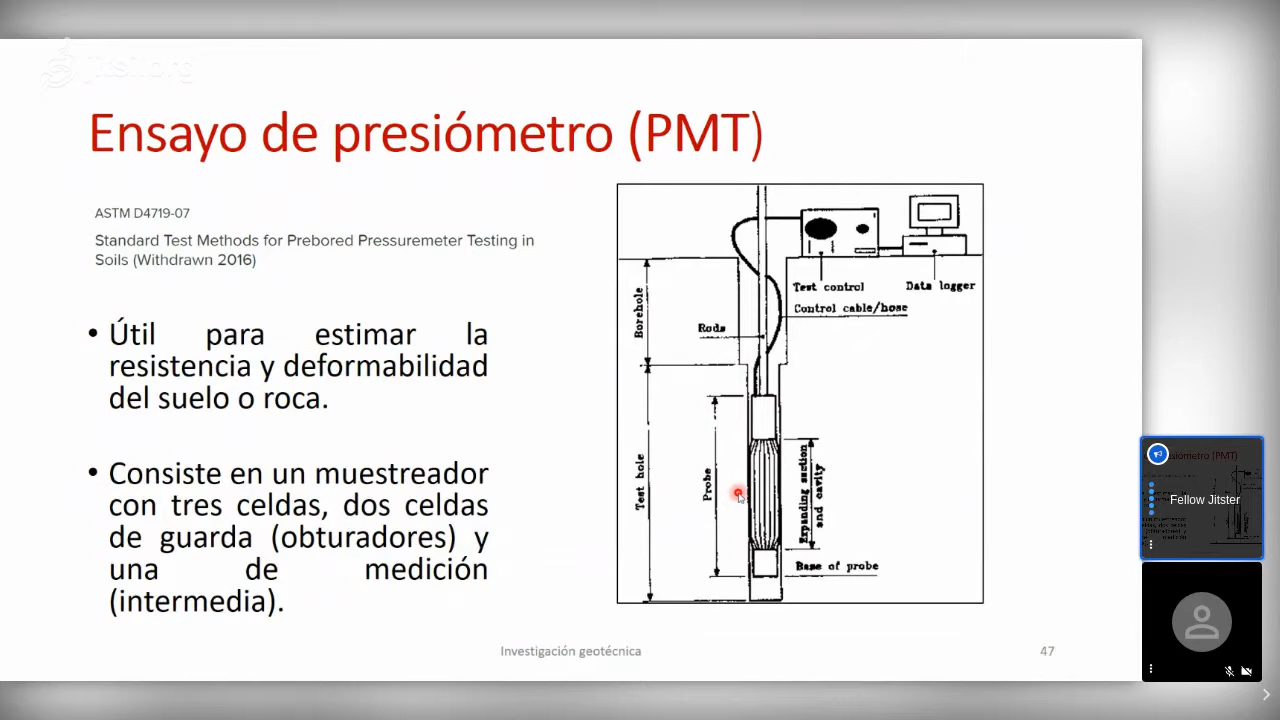 Ensayo de presiómetro (PMT)
ASTM D4719-07
Standard Test Methods for Prebored Pressuremeter Testing in
Soils (Withdrawn 2016)
• Útil para estimar la
resistencia y deformabilidad
del suelo o roca.
• Consiste en un muestreador
con tres celdas, dos celdas
de guarda (obturadores) y
una de medición
(intermedia).
Test control
Data logger
Control cable/hose
Borehole
Rods
Test hole
Probe
Expanding section
and cavity
Base of probe
Investigación geotécnica
47
Fellow Jitster